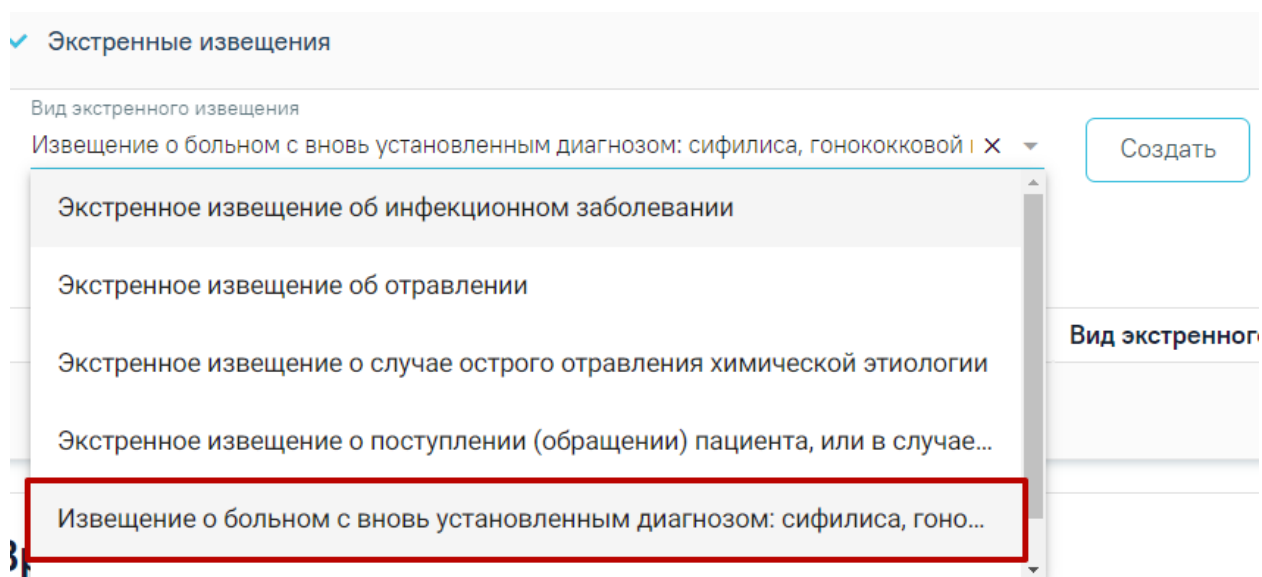 Экстренные извещения
Вид экстренного извещения
Извещение о больном с вновь установленным диагнозом: сифилиса, гонококковой
Создать
Экстренное извещение об инфекционном заболевании
Экстренное извещение об отравлении
Вид экстренног
Экстренное извещение о случае острого отравления химической этиологии
Экстренное извещение о поступлении (обращении) пациента, или в случае...
Извещение о больном с вновь установленным диагнозом: сифилиса, гоно...